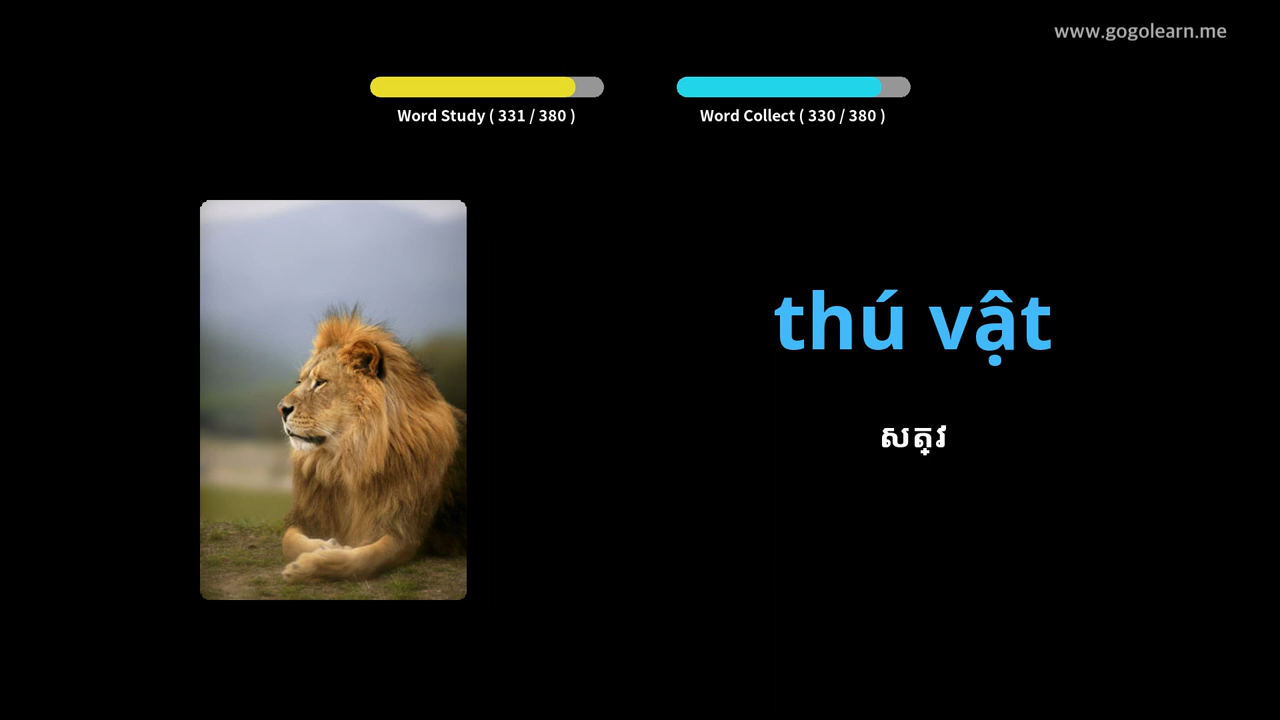 www.gogolearn.me
Word Study ( 331 / 380 )
Word Collect ( 330 / 380 )
thú vật
សត្វ